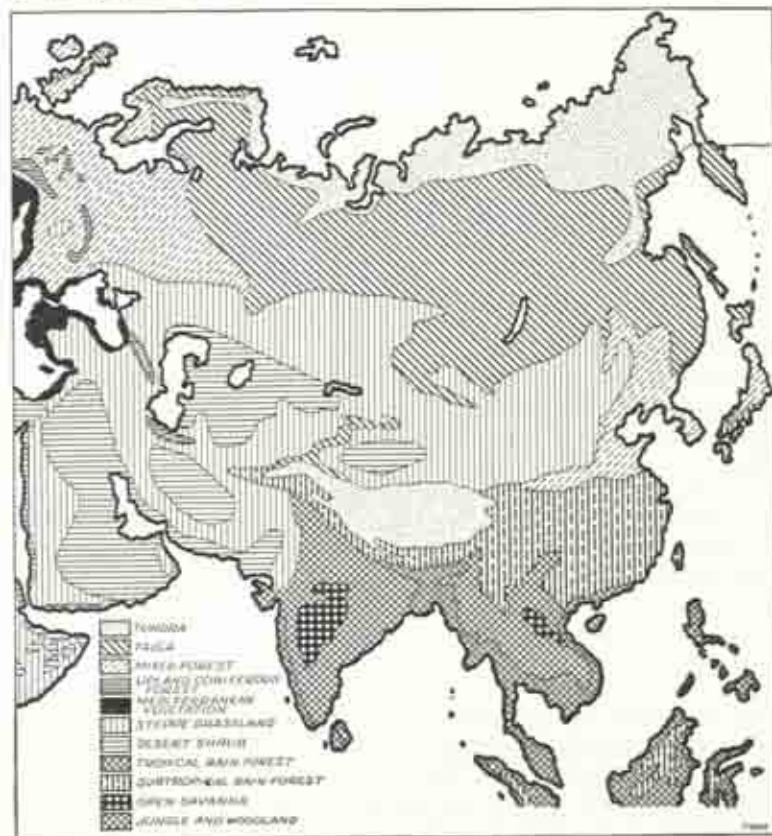 TUNDRA
TAIGA
MIXED FOREST
UPLAND CONIFEROUS
FOREST
MEDITERRANEAN
VEGETATION
STEPPE GRASSLAND
DESERT SHRUB
TROPICAL RAIN FOREST
SUBTROPICAL RAIN FOREST
OPEN SAVANNA
JUNGLE AND WOODLAND